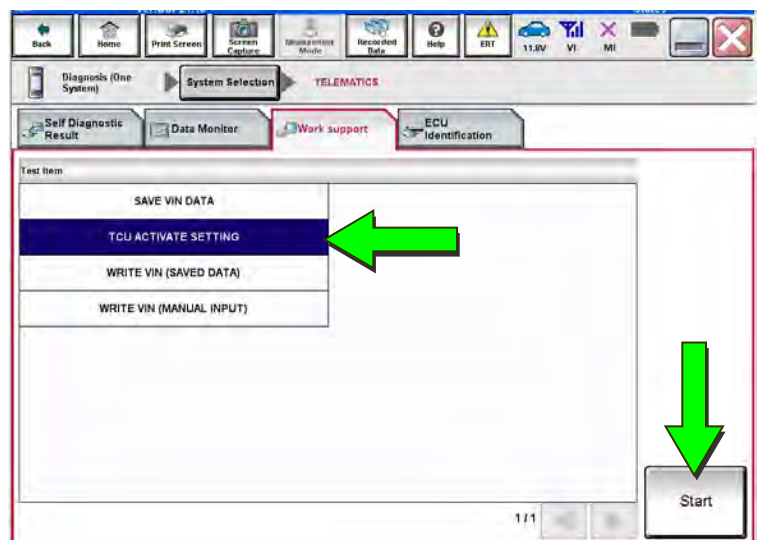 Back
Home
Print Screen
Screen
Capture
Measurement
Mode
Recorded
Data
Help
ERT
11.8V
VI
MI
Diagnosis (One
System)
System Selection
TELEMATICS
Self Diagnostic
Result
Data Monitor
Work support
ECU
Identification
Test Item
SAVE VIN DATA
TCU ACTIVATE SETTING
WRITE VIN (SAVED DATA)
WRITE VIN (MANUAL INPUT)
1/1
Start